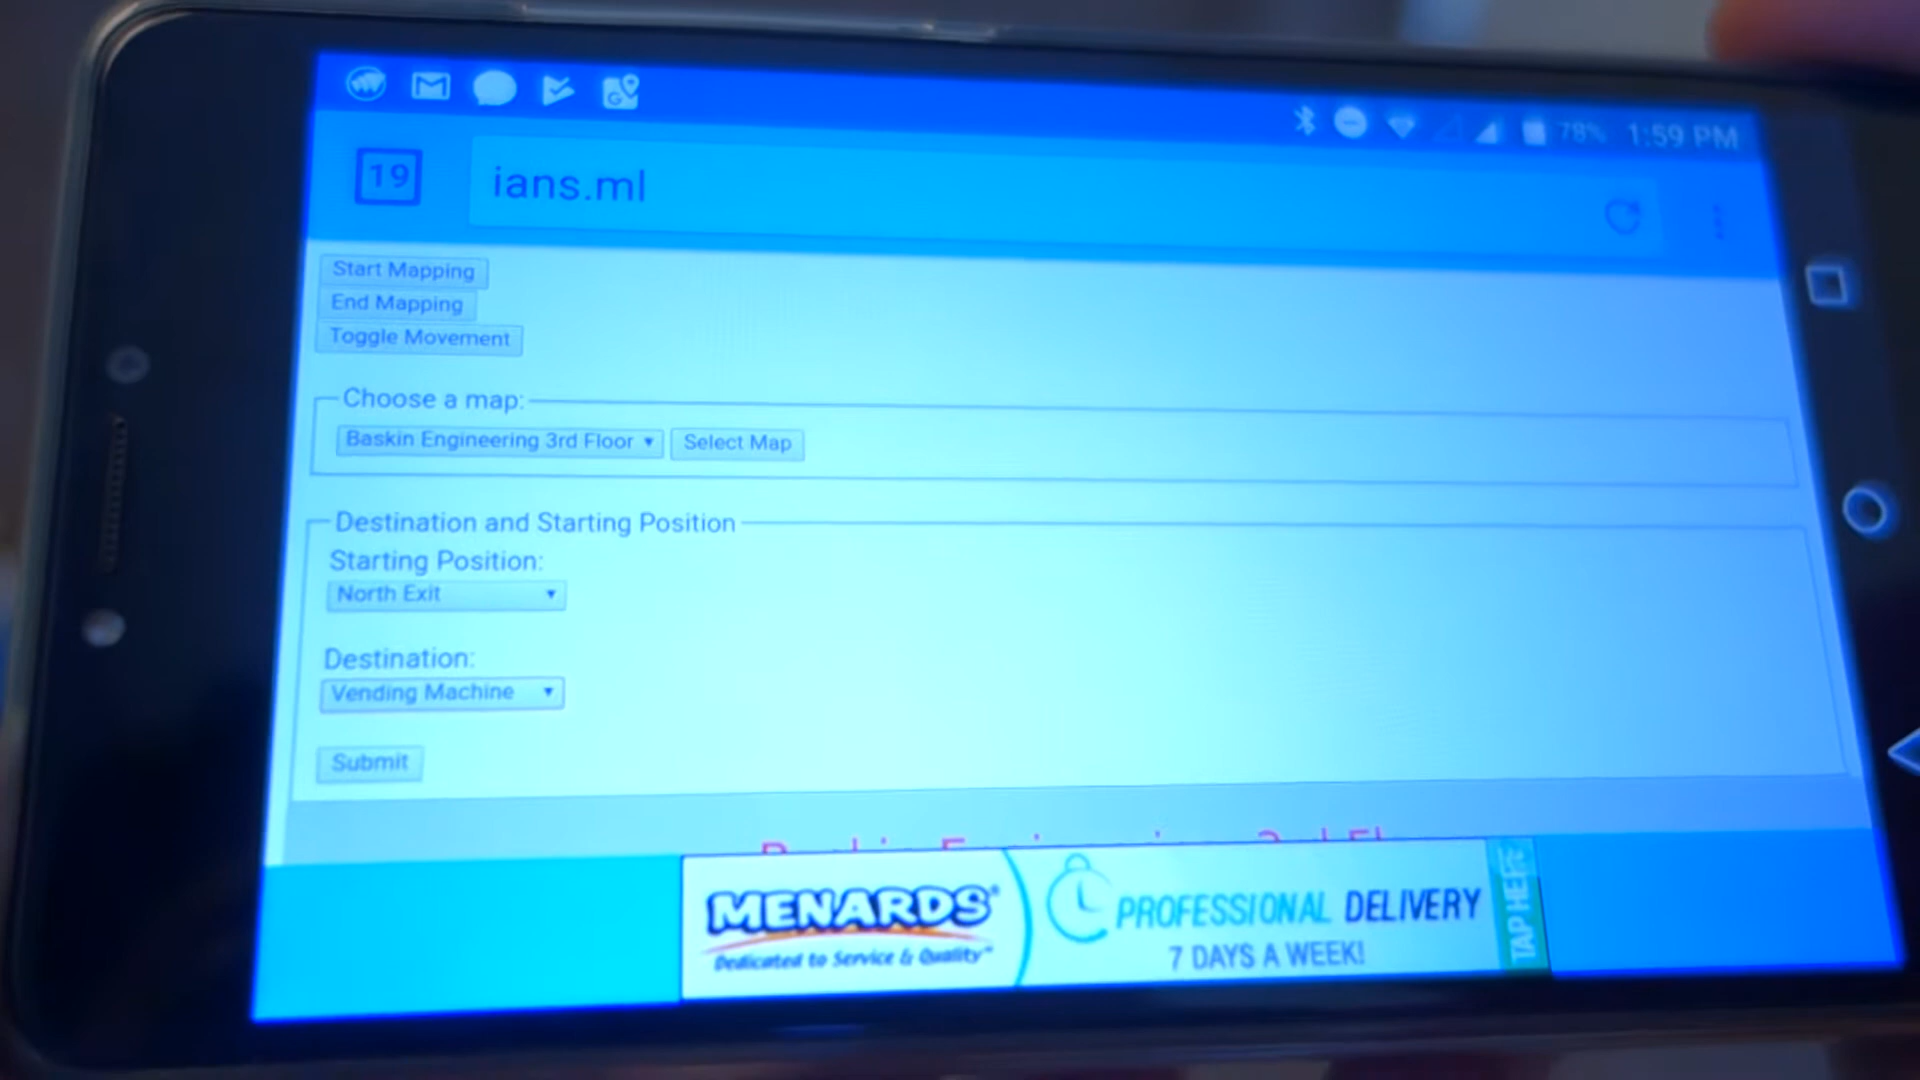 78% 1:59 PM
19 ians.ml
Start Mapping
End Mapping
Toggle Movement
Choose a map:
Baskin Engineering 3rd Floor Select Map
Destination and Starting Position
Starting Position:
North Exit
Destination:
Vending Machine
Submit
MENARDS®
Dedicated to Service & Quality™
PROFESSIONAL DELIVERY
7 DAYS A WEEK!
TAP HERE